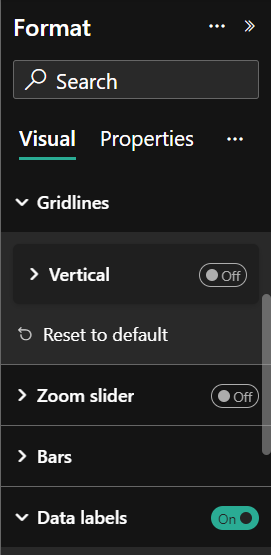 Format
Search
Visual Properties
Gridlines
Vertical Off
Reset to default
Zoom slider Off
Bars
Data labels On